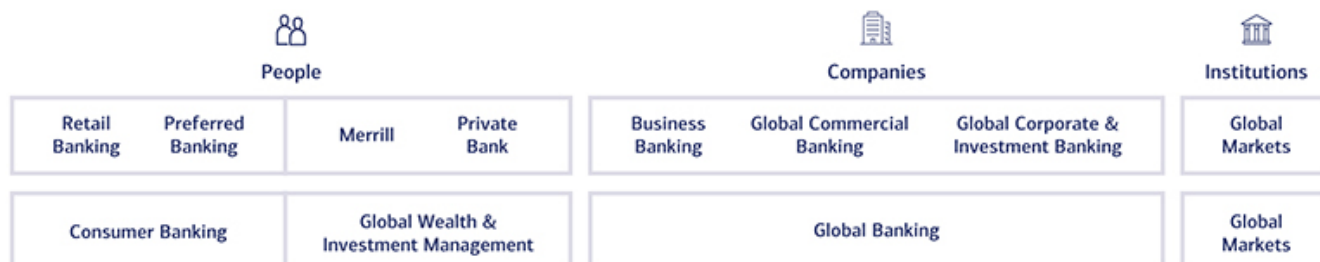 People
Companies
Institutions
Retail
Banking
Preferred
Banking
Merrill
Private
Bank
Business
Banking
Global Commercial
Banking
Global Corporate &
Investment Banking
Global
Markets
Consumer Banking
Global Wealth &
Investment Management
Global Banking
Global
Markets